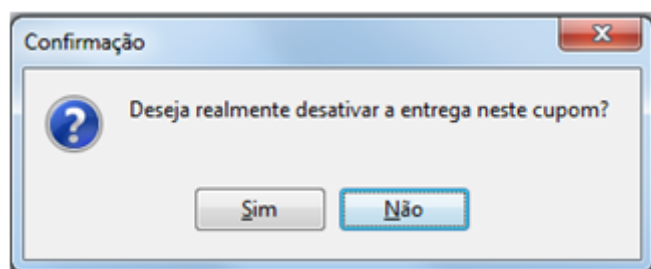 Confirmação
Deseja realmente desativar a entrega neste cupom?
Sim
Não